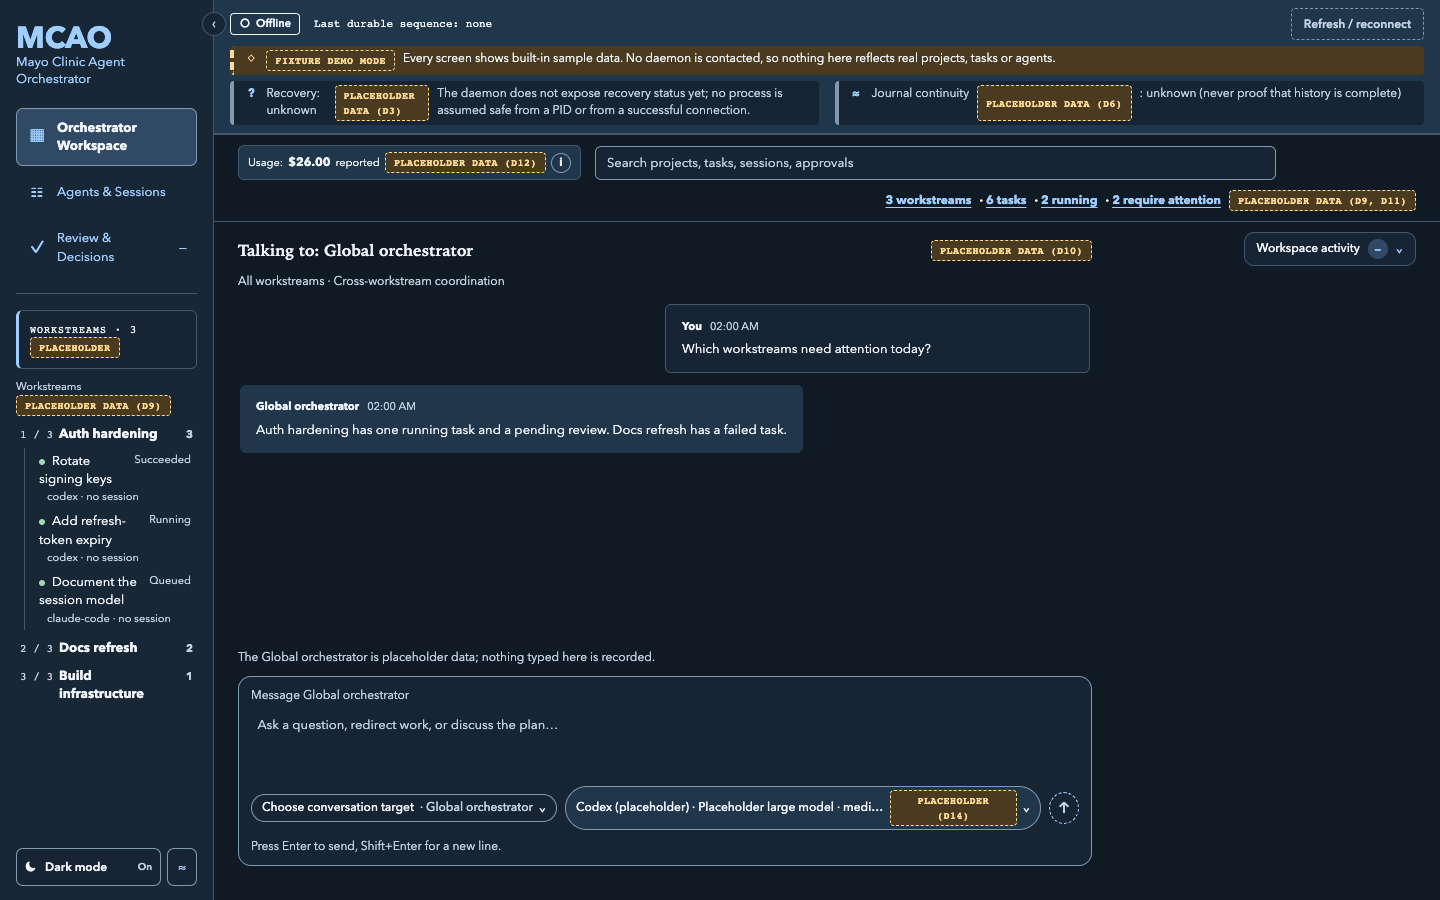 MCAO
Mayo Clinic Agent
Orchestrator
Orchestrator
Workspace
Agents & Sessions
Review &
Decisions –
WORKSTREAMS · 3
PLACEHOLDER
Workstreams
PLACEHOLDER DATA (D9)
1 / 3 Auth hardening 3
Rotate Succeeded
signing keys
codex · no session
Add refresh- Running
token expiry
codex · no session
Document the Queued
session model
claude-code · no session
2 / 3 Docs refresh 2
3 / 3 Build 1
infrastructure
Dark mode On ≈
‹ Offline Last durable sequence: none Refresh / reconnect
◇ FIXTURE DEMO MODE Every screen shows built-in sample data. No daemon is contacted, so nothing here reflects real projects, tasks or agents.
? Recovery: PLACEHOLDER The daemon does not expose recovery status yet; no process is
unknown DATA (D3) assumed safe from a PID or from a successful connection.
≈ Journal continuity PLACEHOLDER DATA (D6) : unknown (never proof that history is complete)
Usage: $26.00 reported PLACEHOLDER DATA (D12) i
Search projects, tasks, sessions, approvals
3 workstreams · 6 tasks · 2 running · 2 require attention PLACEHOLDER DATA (D9, D11)
Talking to: Global orchestrator PLACEHOLDER DATA (D10)
Workspace activity –
All workstreams · Cross-workstream coordination
You 02:00 AM
Which workstreams need attention today?
Global orchestrator 02:00 AM
Auth hardening has one running task and a pending review. Docs refresh has a failed task.
The Global orchestrator is placeholder data; nothing typed here is recorded.
Message Global orchestrator
Ask a question, redirect work, or discuss the plan...
Choose conversation target · Global orchestrator
Codex (placeholder) · Placeholder large model · medi... PLACEHOLDER
(D14)
Press Enter to send, Shift+Enter for a new line.